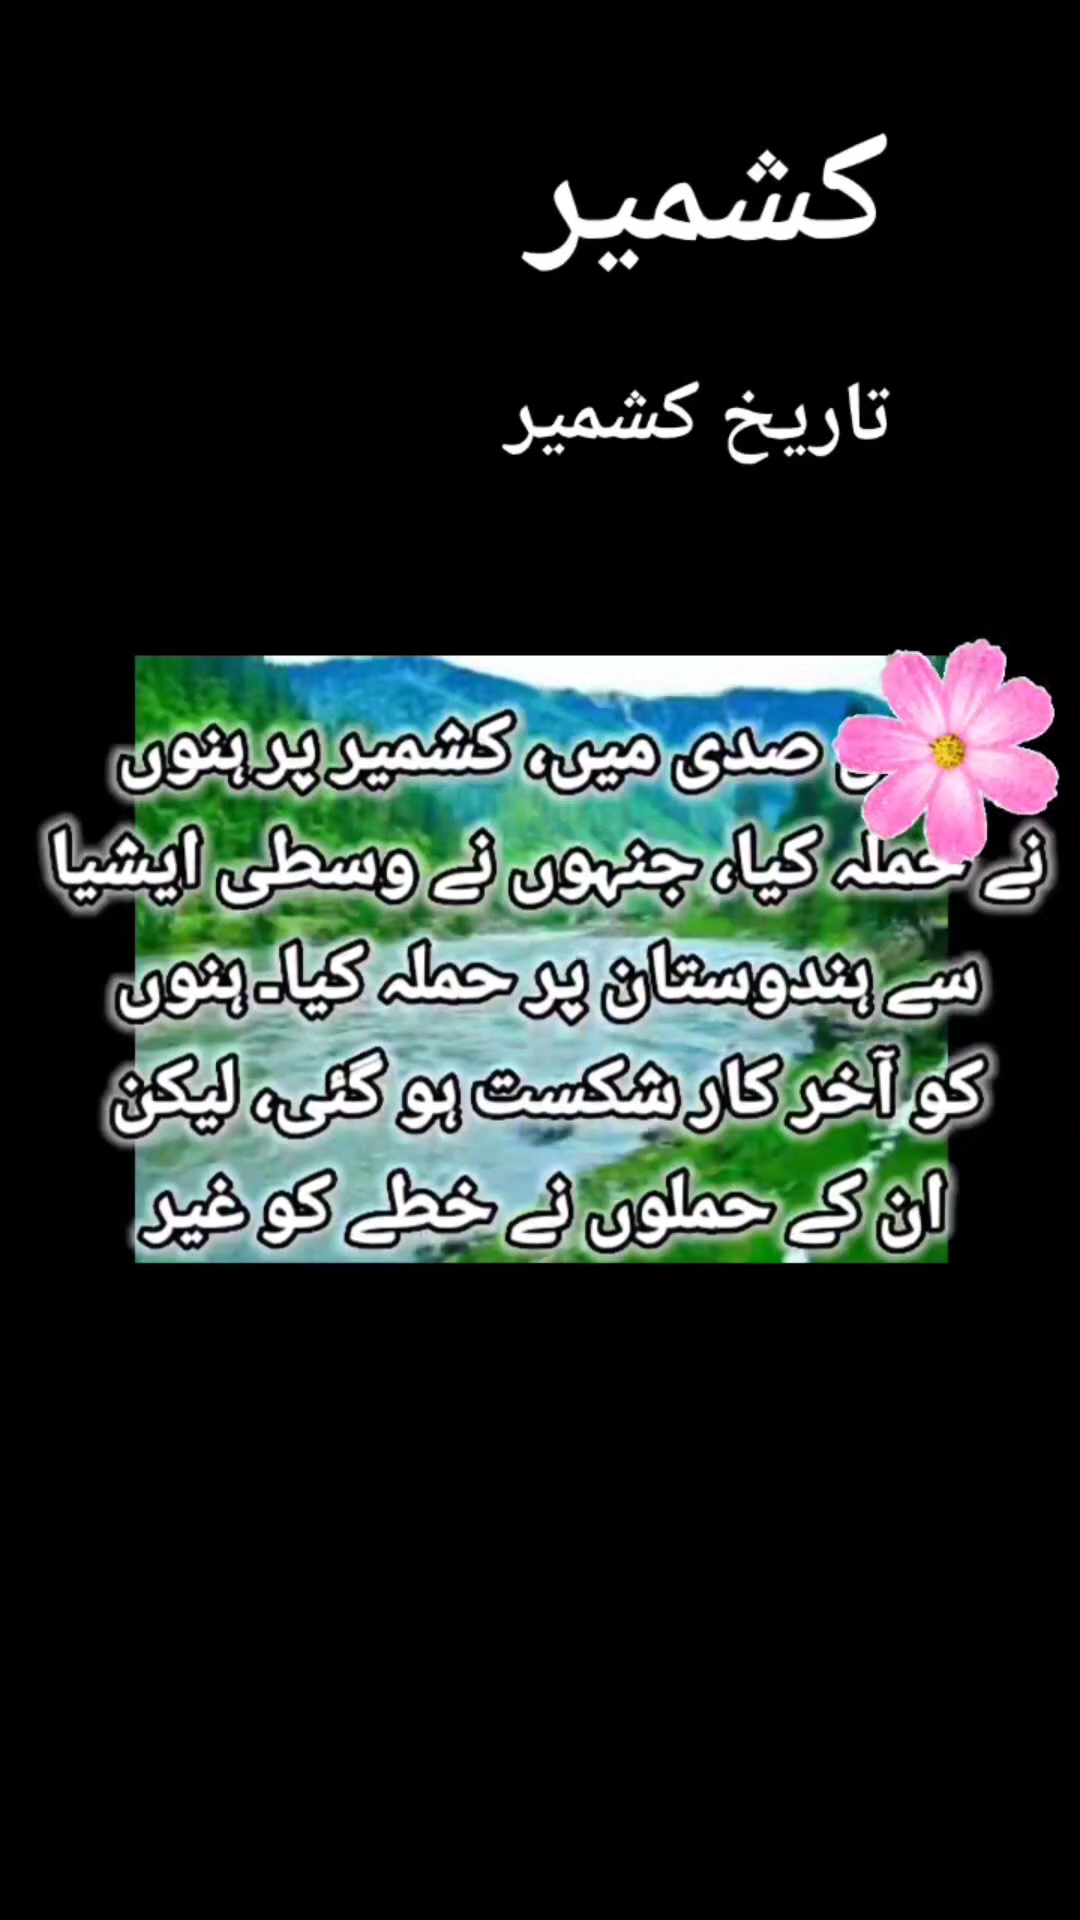 کشمیر
تاریخ کشمیر
صدی میں، کشمیر پر ہنوں
نے حملہ کیا، جنہوں نے وسطی ایشیا
سے ہندوستان پر حملہ کیا۔ ہنوں
کو آخر کار شکست ہو گئی، لیکن
ان کے حملوں نے خطے کو غیر